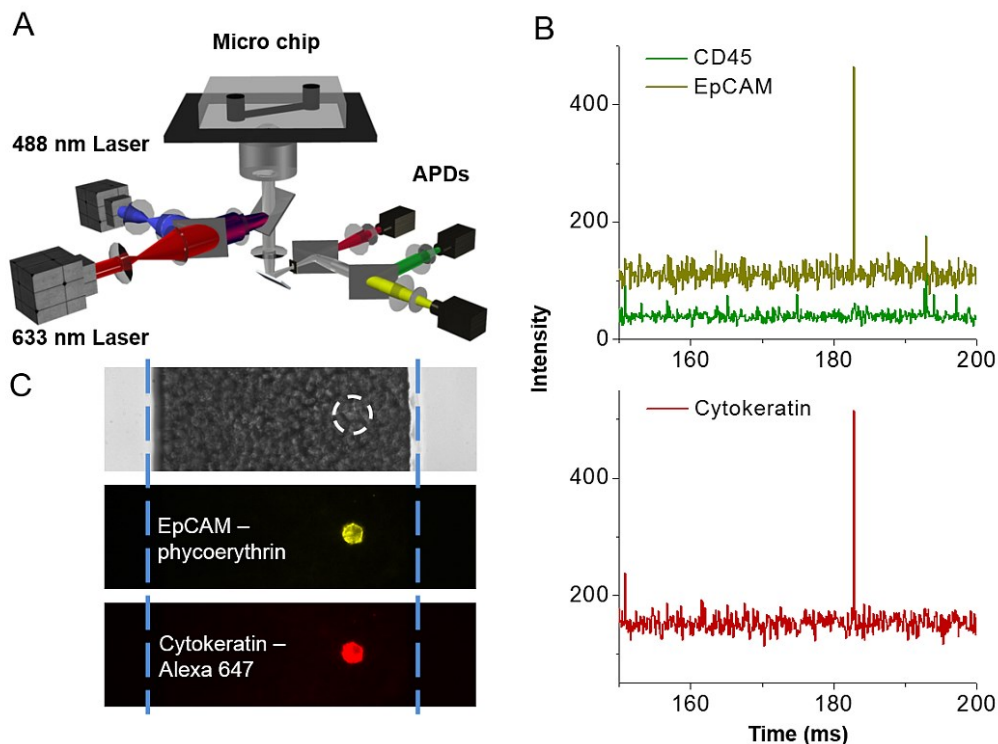 A
Micro chip
488 nm Laser
APDs
633 nm Laser
B
CD45
EpCAM
400
200
0
160
180
200
Intensity
Cytokeratin
400
200
160
180
200
Time (ms)
C
EpCAM –
phycoerythrin
Cytokeratin –
Alexa 647